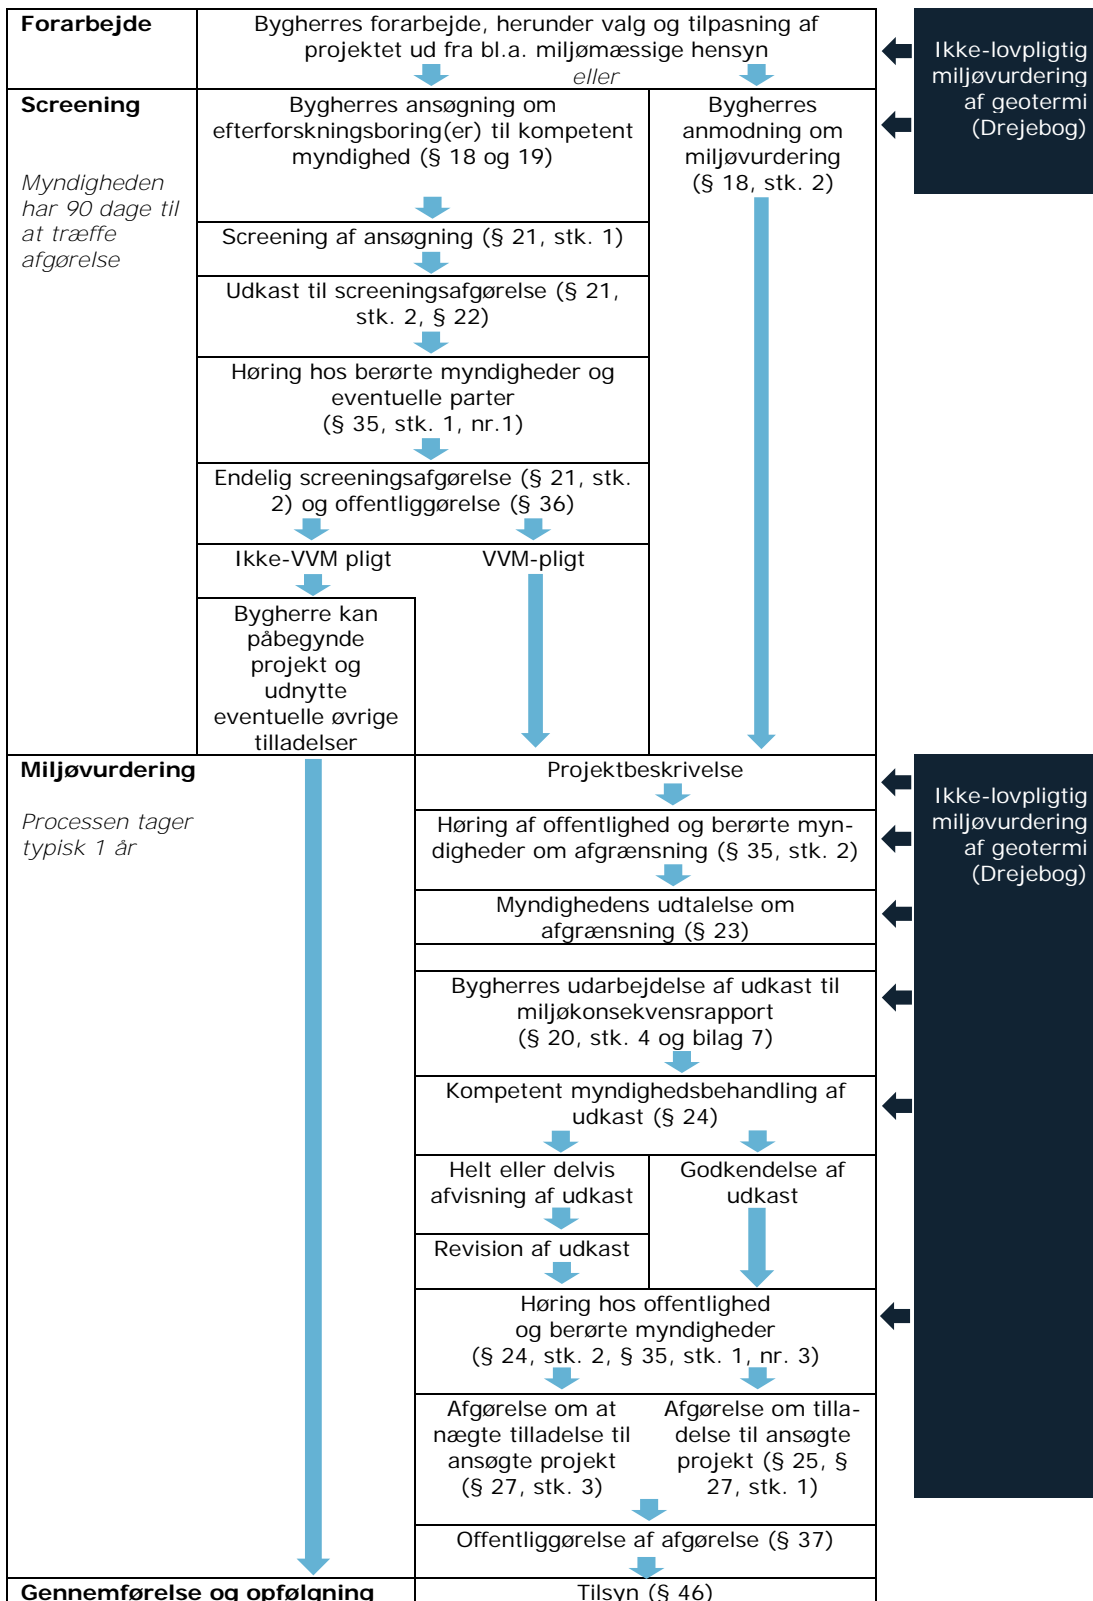 Forarbejde
Bygherres forarbejde, herunder valg og tilpasning af
projektet ud fra bl.a. miljømæssige hensyn
eller
Ikke-lovpligtig
miljøvurdering
af geotermi
(Drejebog)
Screening
Myndigheden
har 90 dage til
at træffe
afgørelse
Bygherres ansøgning om
efterforskningsboring(er) til kompetent
myndighed (§ 18 og 19)
Bygherres
anmodning om
miljøvurdering
(§ 18, stk. 2)
Screening af ansøgning (§ 21, stk. 1)
Udkast til screeningsafgørelse (§ 21,
stk. 2, § 22)
Høring hos berørte myndigheder og
eventuelle parter
(§ 35, stk. 1, nr.1)
Endelig screeningsafgørelse (§ 21, stk.
2) og offentliggørelse (§ 36)
Ikke-VVM pligt
VVM-pligt
Bygherre kan
påbegynde
projekt og
udnytte
eventuelle øvrige
tilladelser
Miljøvurdering
Processen tager
typisk 1 år
Projektbeskrivelse
Ikke-lovpligtig
miljøvurdering
af geotermi
(Drejebog)
Høring af offentlighed og berørte myn-
digheder om afgrænsning (§ 35, stk. 2)
Myndighedens udtalelse om
afgrænsning (§ 23)
Bygherres udarbejdelse af udkast til
miljøkonsekvensrapport
(§ 20, stk. 4 og bilag 7)
Kompetent myndighedsbehandling af
udkast (§ 24)
Helt eller delvis
afvisning af udkast
Godkendelse af
udkast
Revision af udkast
Høring hos offentlighed
og berørte myndigheder
(§ 24, stk. 2, § 35, stk. 1, nr. 3)
Afgørelse om at
nægte tilladelse til
ansøgte projekt
(§ 27, stk. 3)
Afgørelse om tilla-
delse til ansøgte
projekt (§ 25, §
27, stk. 1)
Offentliggørelse af afgørelse (§ 37)
Gennemførelse og opfølgning
Tilsyn (§ 46)